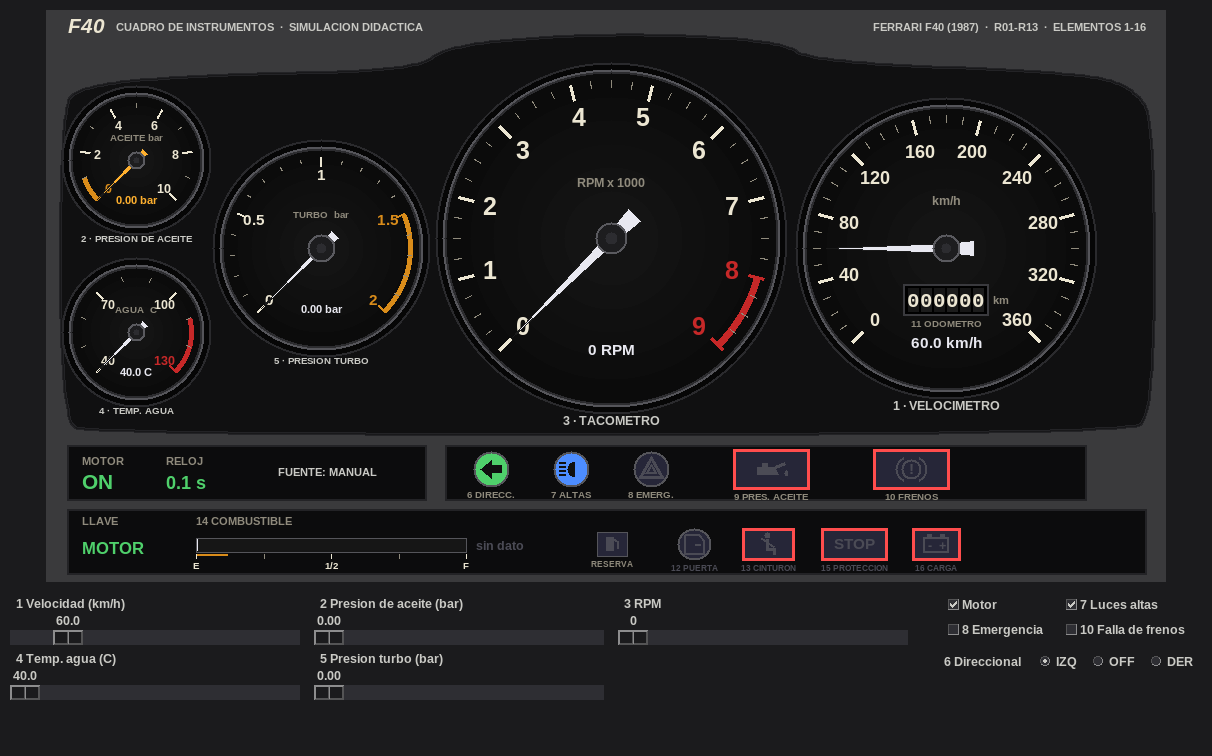 F40 CUADRO DE INSTRUMENTOS · SIMULACION DIDACTICA
FERRARI F40 (1987) · R01-R13 · ELEMENTOS 1-16
0 2 4 6 8 10
ACEITE bar
0.00 bar
2 · PRESION DE ACEITE
40 70 100 130
AGUA C
40.0 C
4 · TEMP. AGUA
0 0.5 1 1.5 2
TURBO bar
0.00 bar
5 · PRESION TURBO
0 1 2 3 4 5 6 7 8 9
RPM x 1000
0 RPM
3 · TACOMETRO
0 40 80 120 160 200 240 280 320 360
km/h
000000 km
11 ODOMETRO
60.0 km/h
1 · VELOCIMETRO
MOTOR
ON
RELOJ
0.1 s
FUENTE: MANUAL
6 DIRECC.
7 ALTAS
8 EMERG.
9 PRES. ACEITE
10 FRENOS
LLAVE
MOTOR
14 COMBUSTIBLE
E 1/2 F
sin dato
RESERVA
12 PUERTA
13 CINTURON
STOP
15 PROTECCION
16 CARGA
1 Velocidad (km/h)
60.0
2 Presion de aceite (bar)
0.00
3 RPM
0
4 Temp. agua (C)
40.0
5 Presion turbo (bar)
0.00
Motor
7 Luces altas
8 Emergencia
10 Falla de frenos
6 Direccional IZQ OFF DER